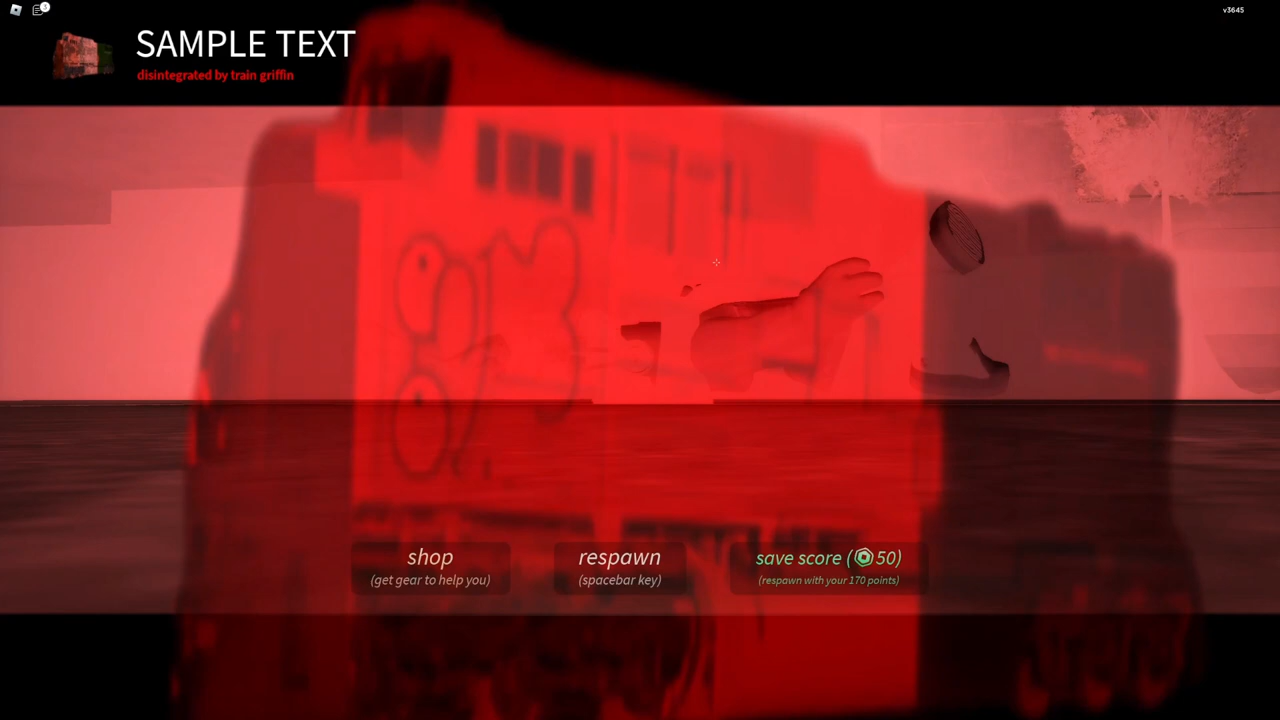 3
v3645
SAMPLE TEXT
disintegrated by train griffin
shop
(get gear to help you)
respawn
(spacebar key)
save score (50)
(respawn with your 170 points)